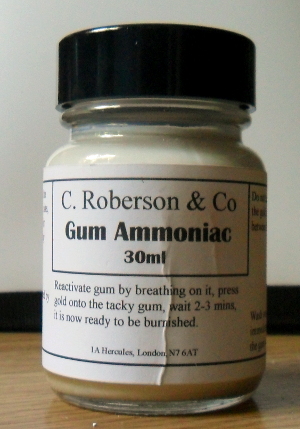 C. Roberson & Co
Gum Ammoniac
30ml
Reactivate gum by breathing on it, press
gold onto the tacky gum, wait 2-3 mins,
it is now ready to be burnished.
1A Hercules, London, N7 6AT